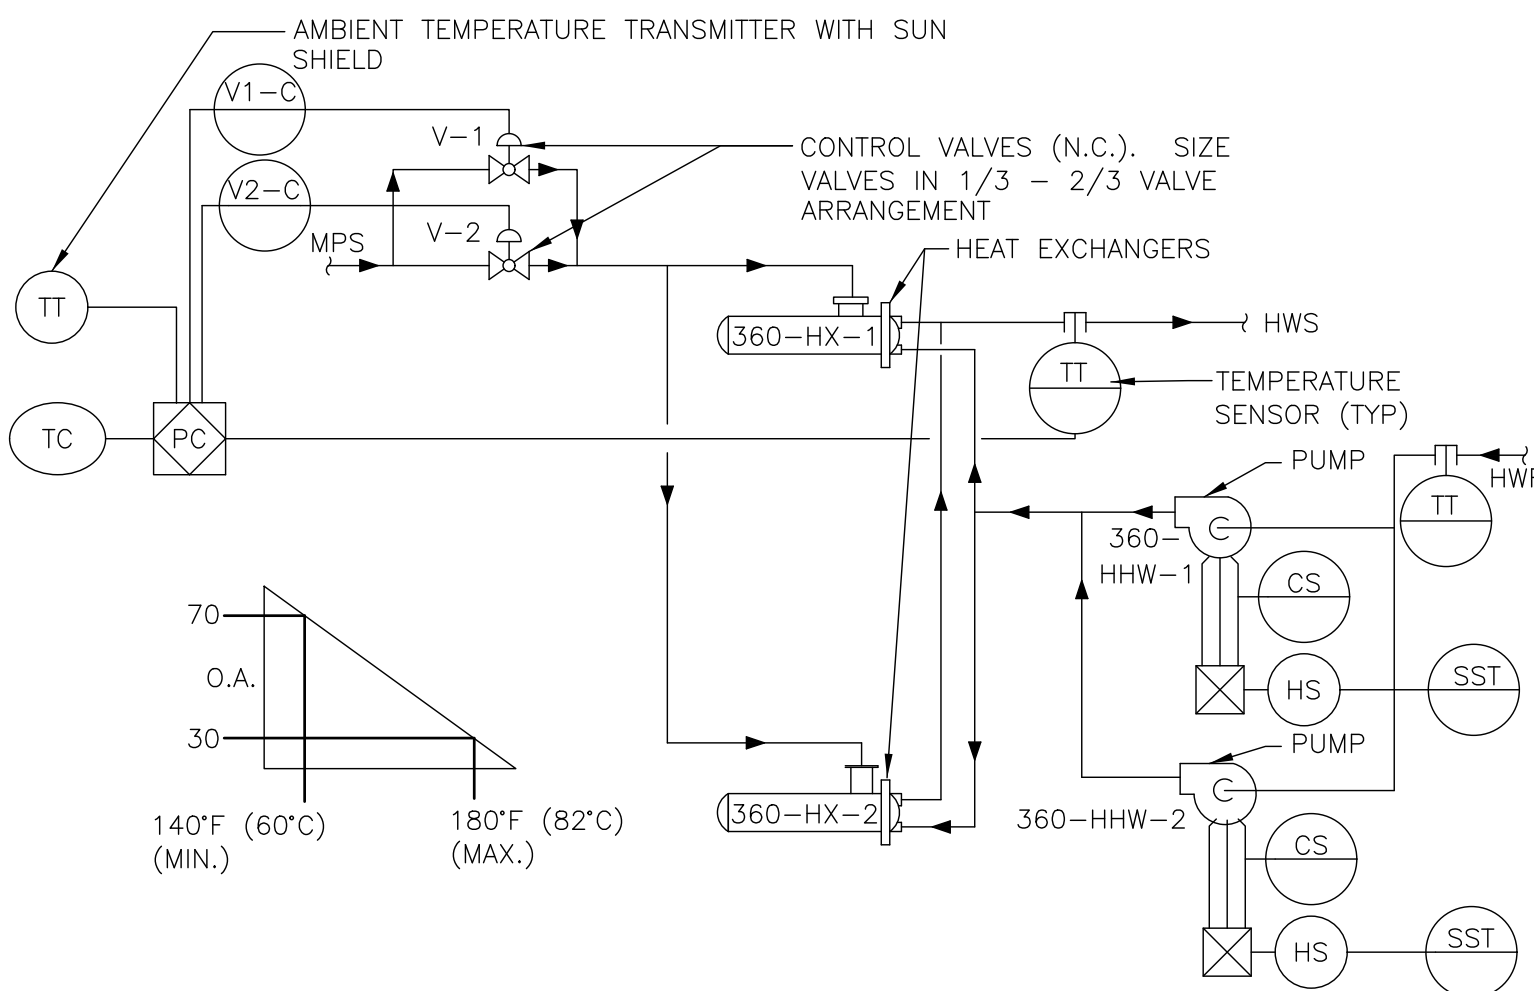 AMBIENT TEMPERATURE TRANSMITTER WITH SUN
SHIELD
V1-C
V-1
CONTROL VALVES (N.C.). SIZE
VALVES IN 1/3 - 2/3 VALVE
ARRANGEMENT
V2-C
V-2
MPS
HEAT EXCHANGERS
TT
360-HX-1
HWS
TT
TEMPERATURE
SENSOR (TYP)
TC
PC
PUMP
HWR
TT
360-
HHW-1
CS
70
O.A.
30
HS
SST
PUMP
140°F (60°C)
(MIN.)
180°F (82°C)
(MAX.)
360-HX-2
360-HHW-2
CS
HS
SST